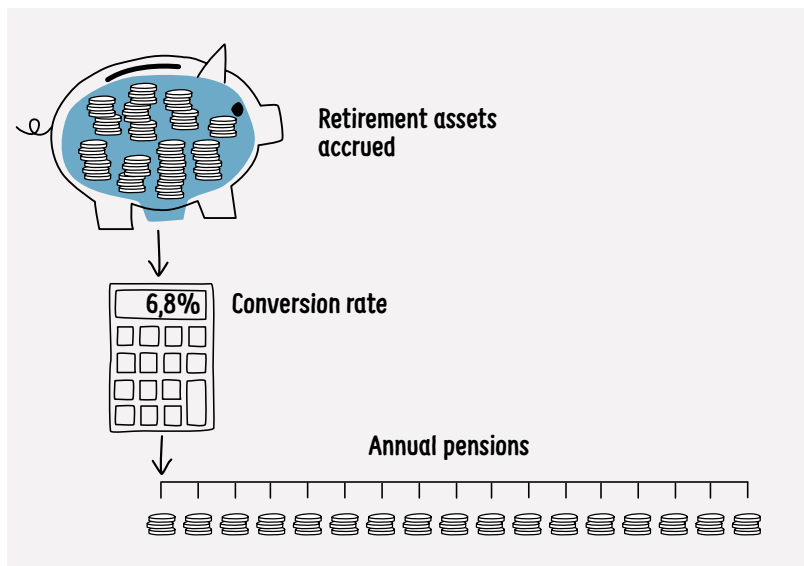 Retirement assets
accrued
6,8%
Conversion rate
Annual pensions